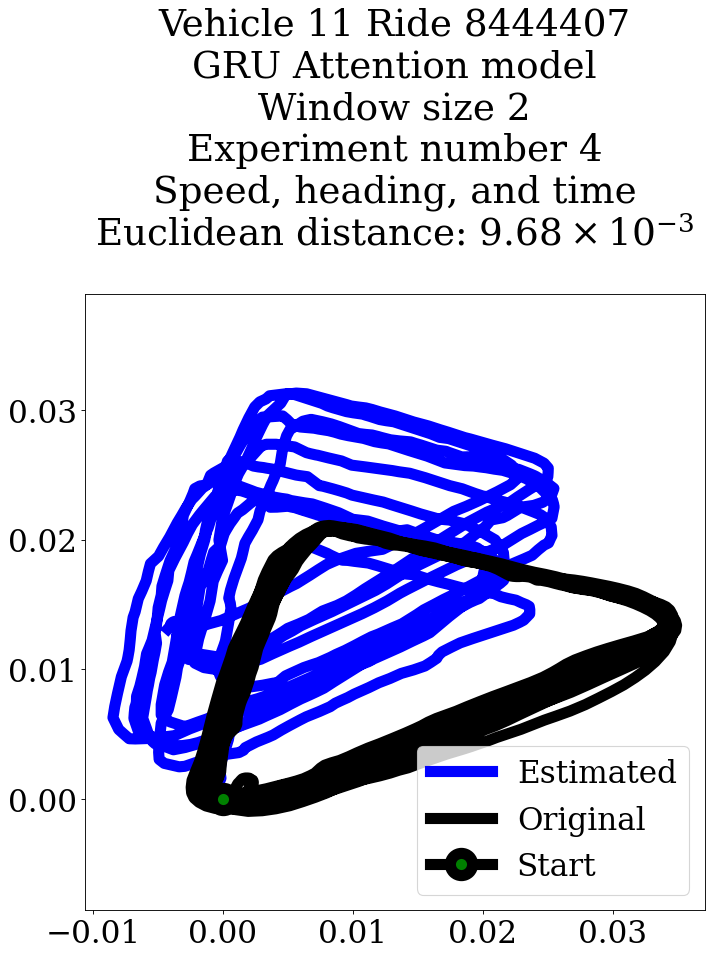 Vehicle 11 Ride 8444407
GRU Attention model
Window size 2
Experiment number 4
Speed, heading, and time
Euclidean distance: 9.68 × 10⁻³
0.03
0.02
0.01
0.00
−0.01 0.00 0.01 0.02 0.03
Estimated
Original
Start